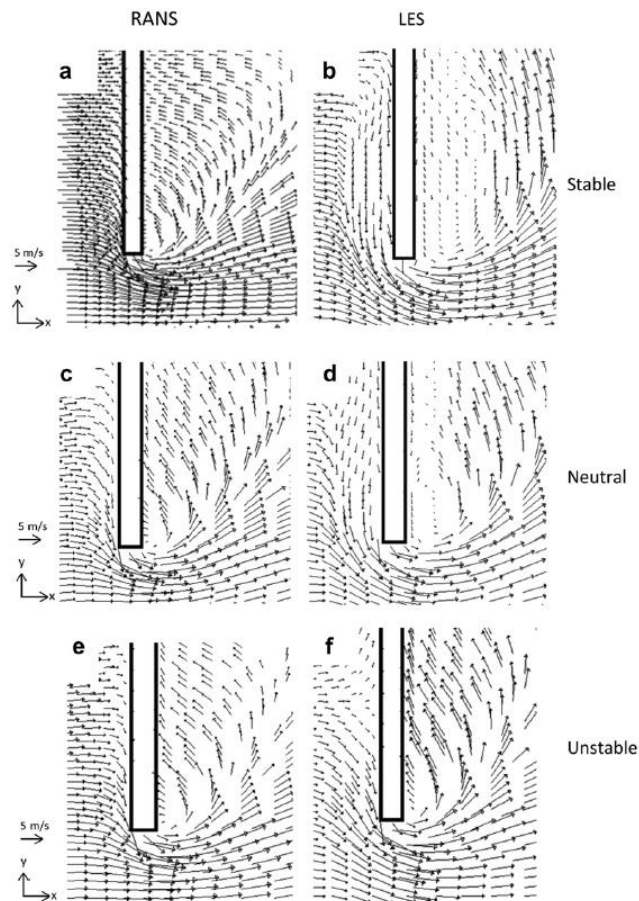 RANS LES
a b
Stable
5 m/s
y
x
c d
Neutral
5 m/s
y
x
e f
Unstable
5 m/s
y
x